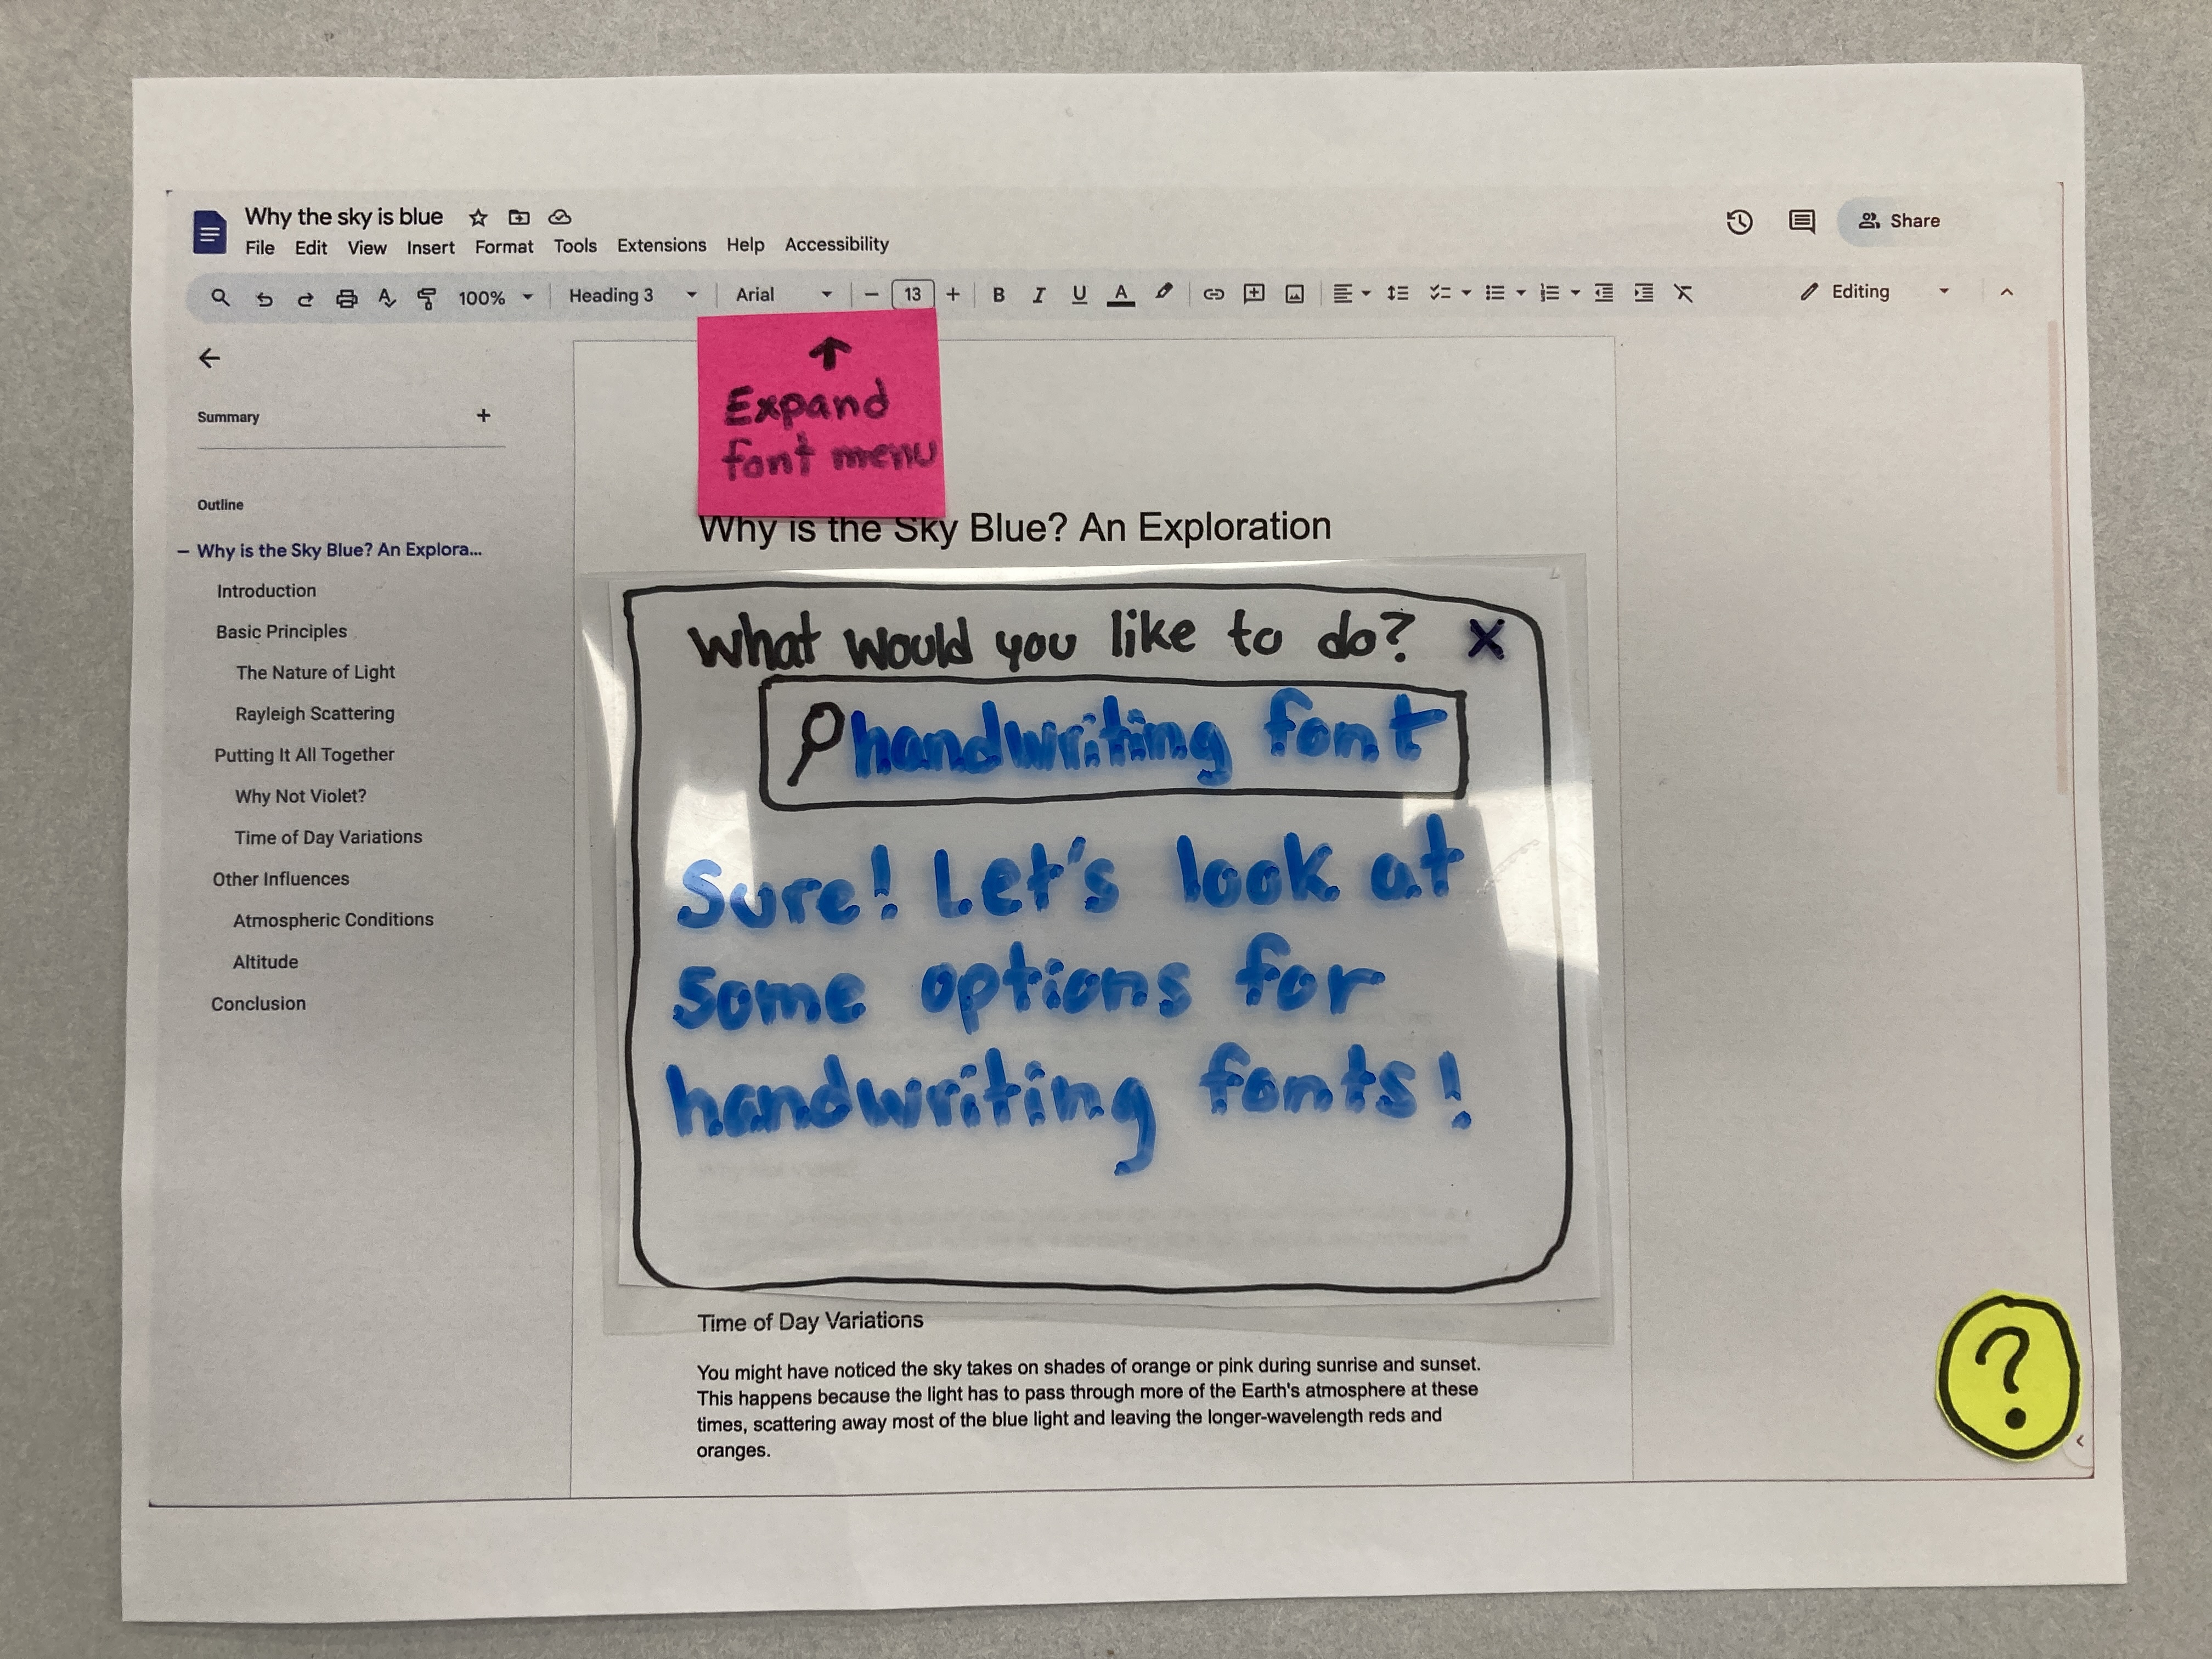 Why the sky is blue
File Edit View Insert Format Tools Extensions Help Accessibility
Share
100% Heading 3 Arial 13 B I U A Editing
↑
Expand
font menu
Summary
Outline
Why is the Sky Blue? An Explora...
Introduction
Basic Principles
The Nature of Light
Rayleigh Scattering
Putting It All Together
Why Not Violet?
Time of Day Variations
Other Influences
Atmospheric Conditions
Altitude
Conclusion
Why is the Sky Blue? An Exploration
What would you like to do? X
handwriting font
Sure! Let's look at
some options for
handwriting fonts!
Time of Day Variations
You might have noticed the sky takes on shades of orange or pink during sunrise and sunset.
This happens because the light has to pass through more of the Earth's atmosphere at these
times, scattering away most of the blue light and leaving the longer-wavelength reds and
oranges.
?